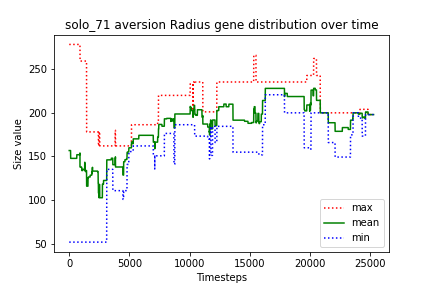 solo_71 aversion Radius gene distribution over time
Size value
250
200
150
100
50
max
mean
min
0
5000
10000
15000
20000
25000
Timesteps